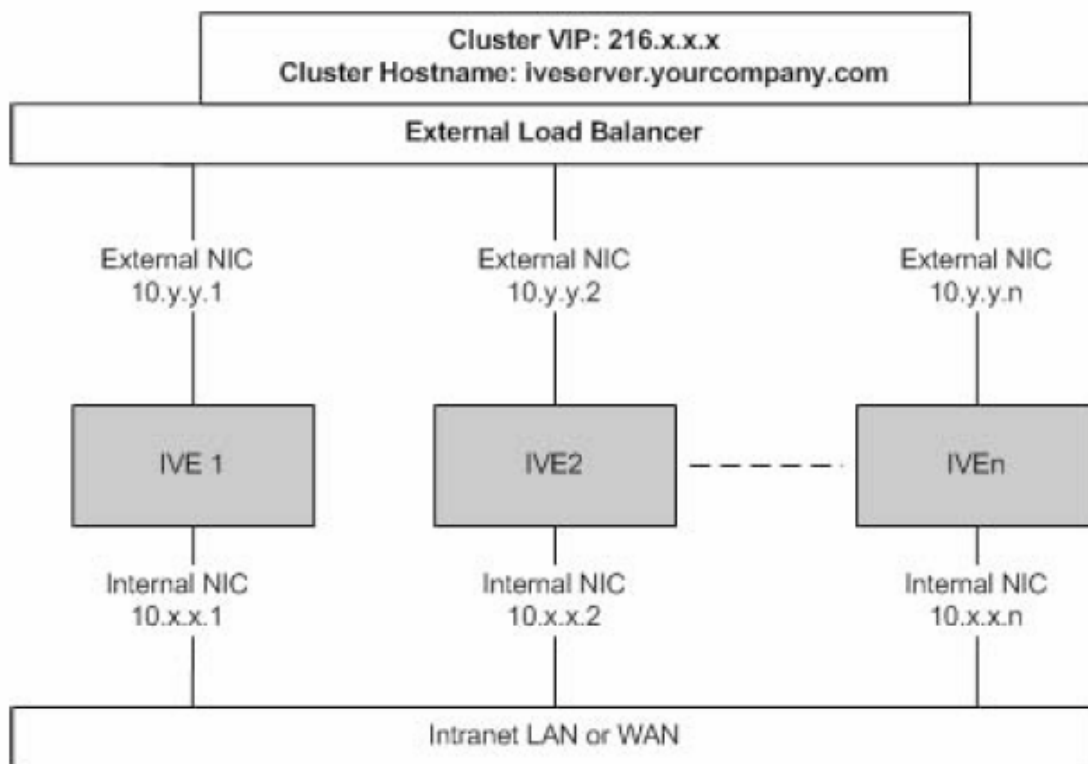 Cluster VIP: 216.x.x.x
Cluster Hostname: iveserver.yourcompany.com
External Load Balancer
External NIC
10.y.y.1
External NIC
10.y.y.2
External NIC
10.y.y.n
IVE 1
IVE2
IVEn
Internal NIC
10.x.x.1
Internal NIC
10.x.x.2
Internal NIC
10.x.x.n
Intranet LAN or WAN